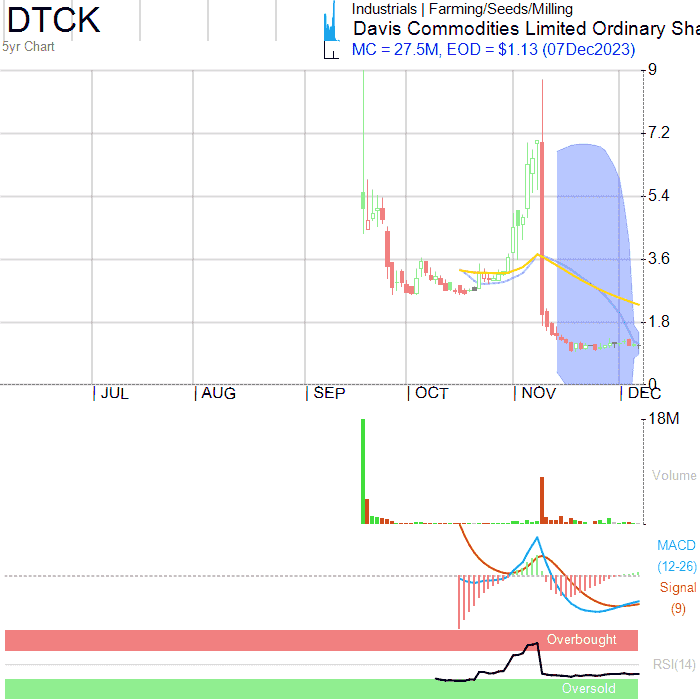 DTCK
5yr Chart
Industrials | Farming/Seeds/Milling
Davis Commodities Limited Ordinary Sha
MC = 27.5M, EOD = $1.13 (07Dec2023)
9
7.2
5.4
3.6
1.8
0
JUL AUG SEP OCT NOV DEC
18M
Volume
MACD
(12-26)
Signal
(9)
Overbought
RSI(14)
Oversold